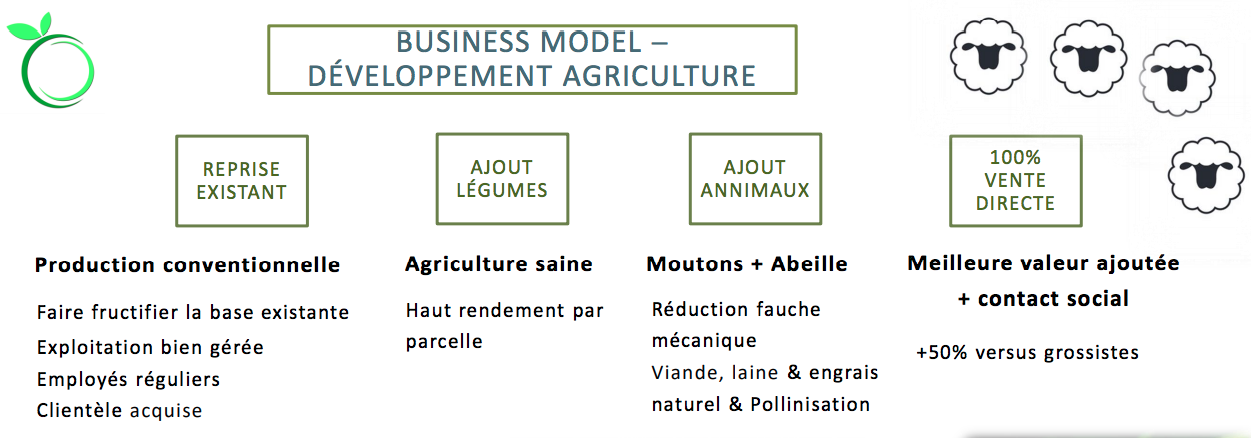 BUSINESS MODEL –
DÉVELOPPEMENT AGRICULTURE
REPRISE
EXISTANT
Production conventionnelle
Faire fructifier la base existante
Exploitation bien gérée
Employés réguliers
Clientèle acquise
AJOUT
LÉGUMES
Agriculture saine
Haut rendement par
parcelle
AJOUT
ANNIMAUX
Moutons + Abeille
Réduction fauche
mécanique
Viande, laine & engrais
naturel & Pollinisation
100%
VENTE
DIRECTE
Meilleure valeur ajoutée
+ contact social
+50% versus grossistes